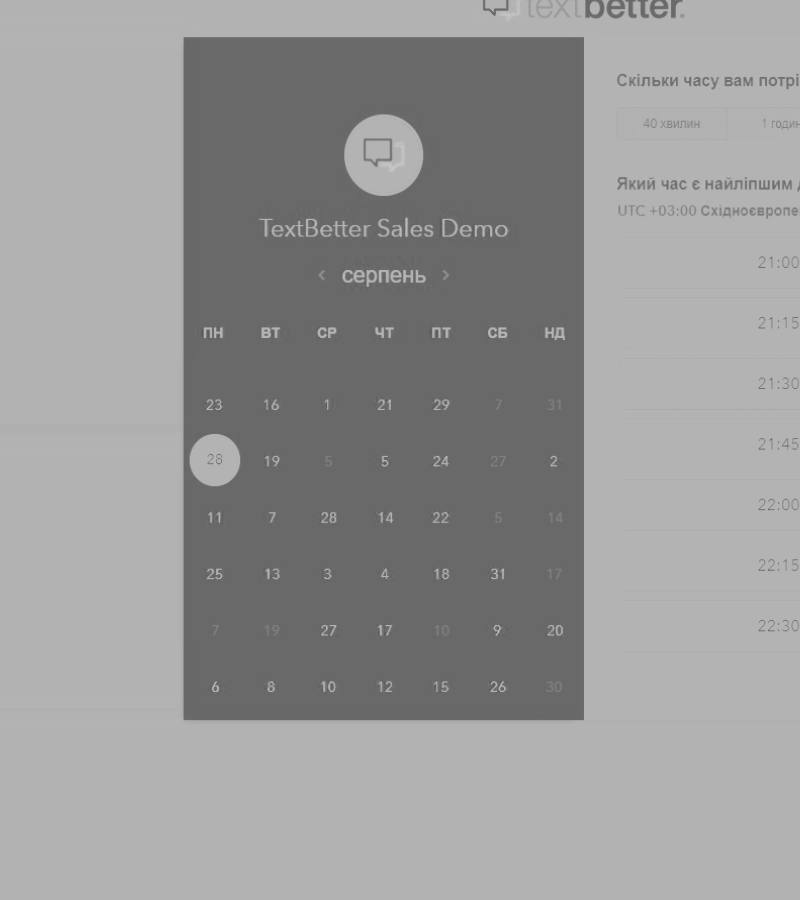 textbetter.
TextBetter Sales Demo
серпень
ПН ВТ СР ЧТ ПТ СБ НД
23 16 1 21 29 7 31
28 19 5 5 24 27 2
11 7 28 14 22 5 14
25 13 3 4 18 31 17
7 19 27 17 10 9 20
6 8 10 12 15 26 30
Скільки часу вам потрі
40 хвилин 1 годин
Який час є найліпшим
UTC +03:00 Східноєвропе
21:00
21:15
21:30
21:45
22:00
22:15
22:30